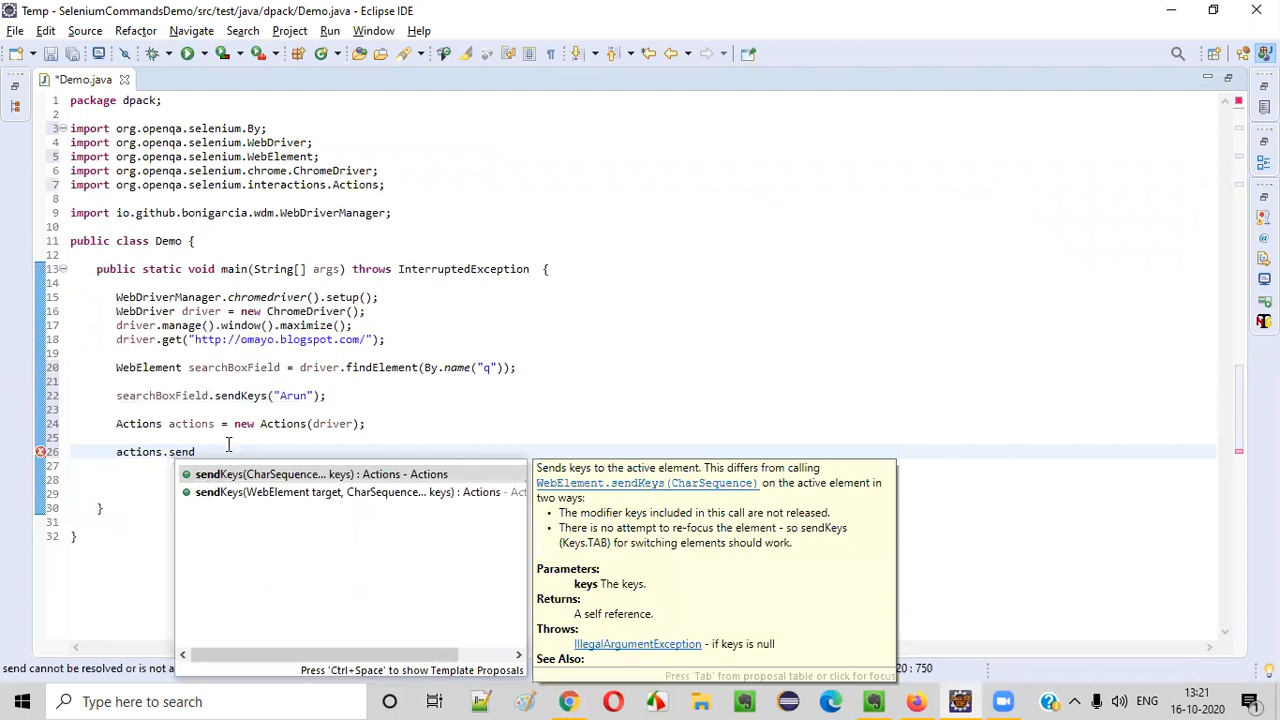 Temp - SeleniumCommandsDemo/src/test/java/dpack/Demo.java - Eclipse IDE
File Edit Source Refactor Navigate Search Project Run Window Help
*Demo.java
1 package dpack;
2
3 import org.openqa.selenium.By;
4 import org.openqa.selenium.WebDriver;
5 import org.openqa.selenium.WebElement;
6 import org.openqa.selenium.chrome.ChromeDriver;
7 import org.openqa.selenium.interactions.Actions;
8
9 import io.github.bonigarcia.wdm.WebDriverManager;
10
11 public class Demo {
12
13 public static void main(String[] args) throws InterruptedException {
14
15 WebDriverManager.chromedriver().setup();
16 WebDriver driver = new ChromeDriver();
17 driver.manage().window().maximize();
18 driver.get("http://omayo.blogspot.com/");
19
20 WebElement searchBoxField = driver.findElement(By.name("q"));
21
22 searchBoxField.sendKeys("Arun");
23
24 Actions actions = new Actions(driver);
25
26 actions.send
27
28
29
30 }
31
32 }
sendKeys(CharSequence... keys) : Actions - Actions
sendKeys(WebElement target, CharSequence... keys) : Actions - Act
Press 'Ctrl+Space' to show Template Proposals
Sends keys to the active element. This differs from calling
WebElement.sendKeys(CharSequence) on the active element in
two ways:
• The modifier keys included in this call are not released.
• There is no attempt to re-focus the element - so sendKeys
(Keys.TAB) for switching elements should work.
Parameters:
keys The keys.
Returns:
A self reference.
Throws:
IllegalArgumentException - if keys is null
See Also:
Press 'Tab' from proposal table or click for focus
send cannot be resolved or is not a
20 : 750
Type here to search
ENG
13:21
16-10-2020
1